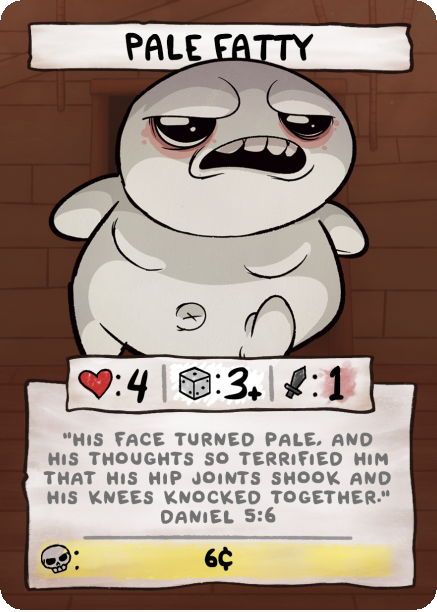 PALE FATTY
:4 :3+ :1
"HIS FACE TURNED PALE, AND
HIS THOUGHTS SO TERRIFIED HIM
THAT HIS HIP JOINTS SHOOK AND
HIS KNEES KNOCKED TOGETHER."
DANIEL 5:6
: 6¢